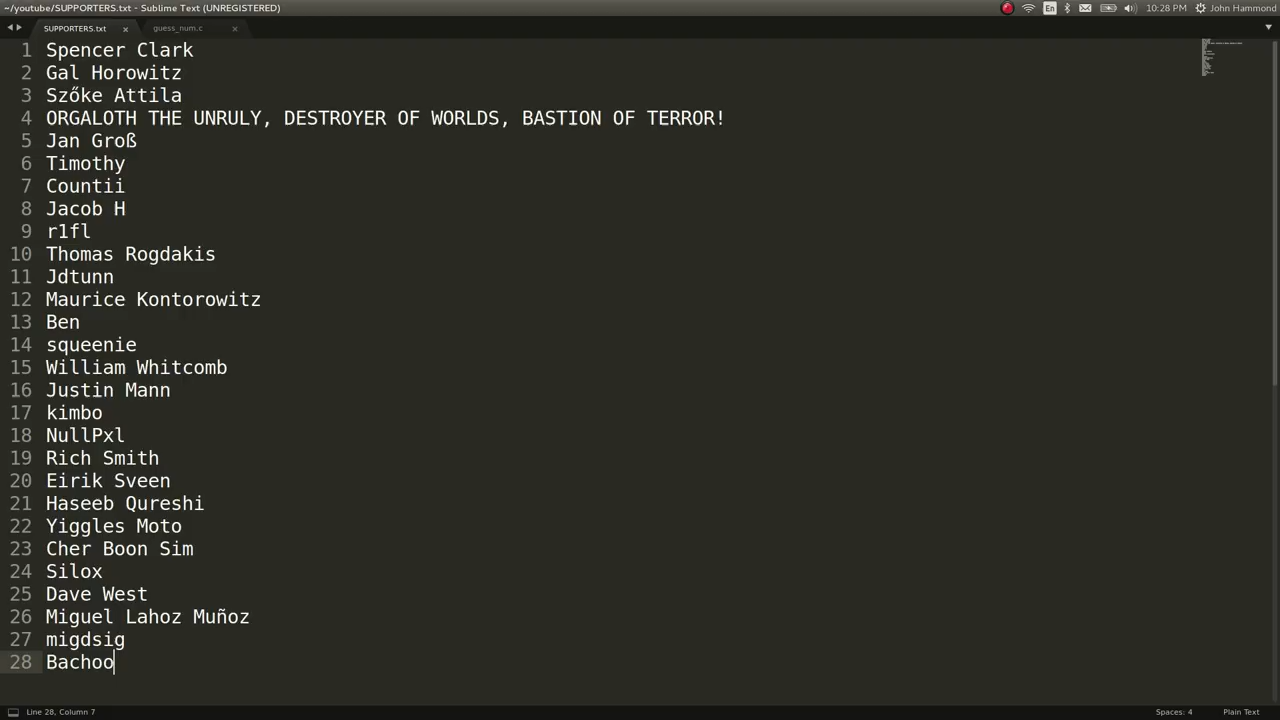 ~/youtube/SUPPORTERS.txt - Sublime Text (UNREGISTERED)
En
10:28 PM
John Hammond
SUPPORTERS.txt ×
guess_num.c ×
1 Spencer Clark
2 Gal Horowitz
3 Szőke Attila
4 ORGALOTH THE UNRULY, DESTROYER OF WORLDS, BASTION OF TERROR!
5 Jan Groß
6 Timothy
7 Countii
8 Jacob H
9 r1fl
10 Thomas Rogdakis
11 Jdtunn
12 Maurice Kontorowitz
13 Ben
14 squeenie
15 William Whitcomb
16 Justin Mann
17 kimbo
18 NullPxl
19 Rich Smith
20 Eirik Sveen
21 Haseeb Qureshi
22 Yiggles Moto
23 Cher Boon Sim
24 Silox
25 Dave West
26 Miguel Lahoz Muñoz
27 migdsig
28 Bachoo
Line 28, Column 7
Spaces: 4
Plain Text